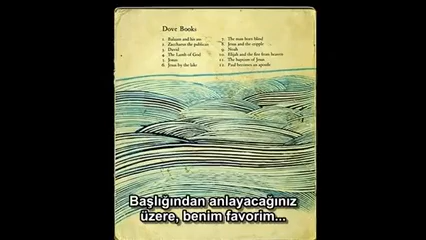 Dove Books
1. Balaam and his ass
2. Zacchaeus the publican
3. David
4. The Lamb of God
5. Jonas
6. Jesus by the lake
7. The man born blind
8. Jesus and the cripple
9. Noah
10. Elijah and the fire from heaven
11. The baptism of Jesus
12. Paul becomes an apostle
Başlığından anlayacağınız
üzere, benim favorim...